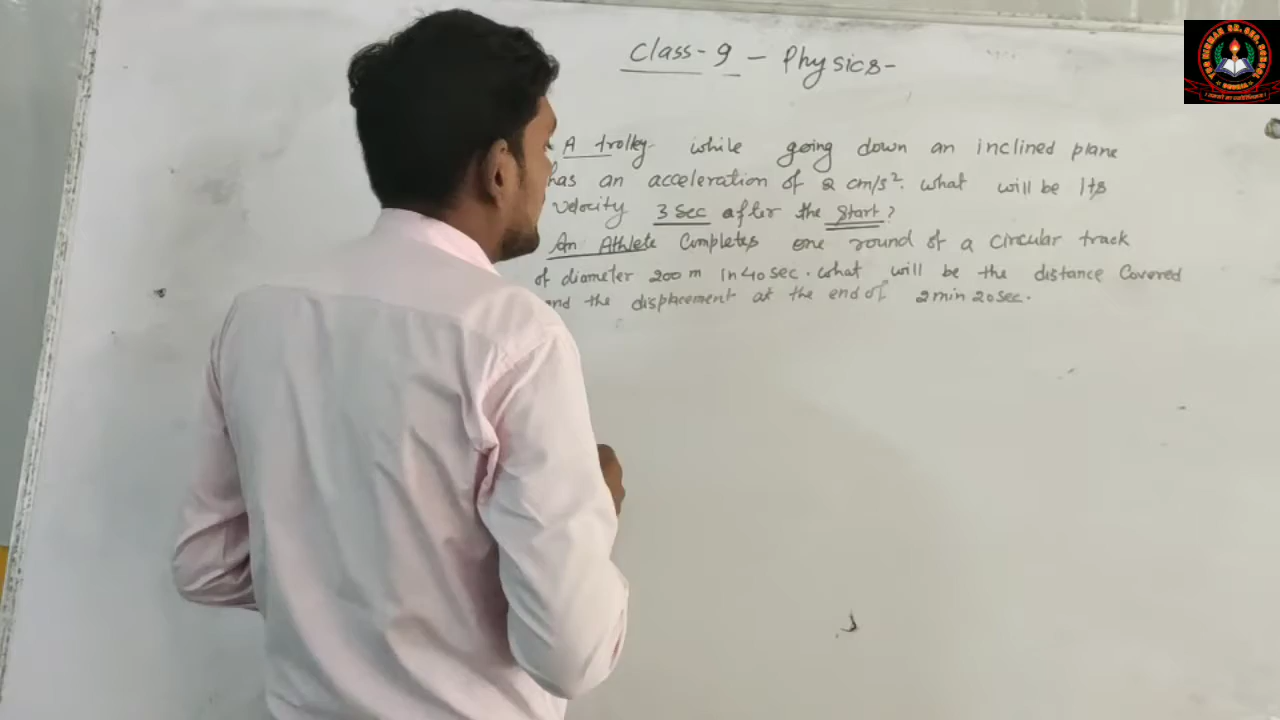 Class-9 - Physics-
A trolley while going down an inclined plane
has an acceleration of 2 cm/s². what will be Its
velocity 3 Sec after the Start?
An Athlete Completes one round of a circular track
of diameter 200 m in 40 sec. what will be the distance Covered
and the displacement at the end of 2 min 20 sec.